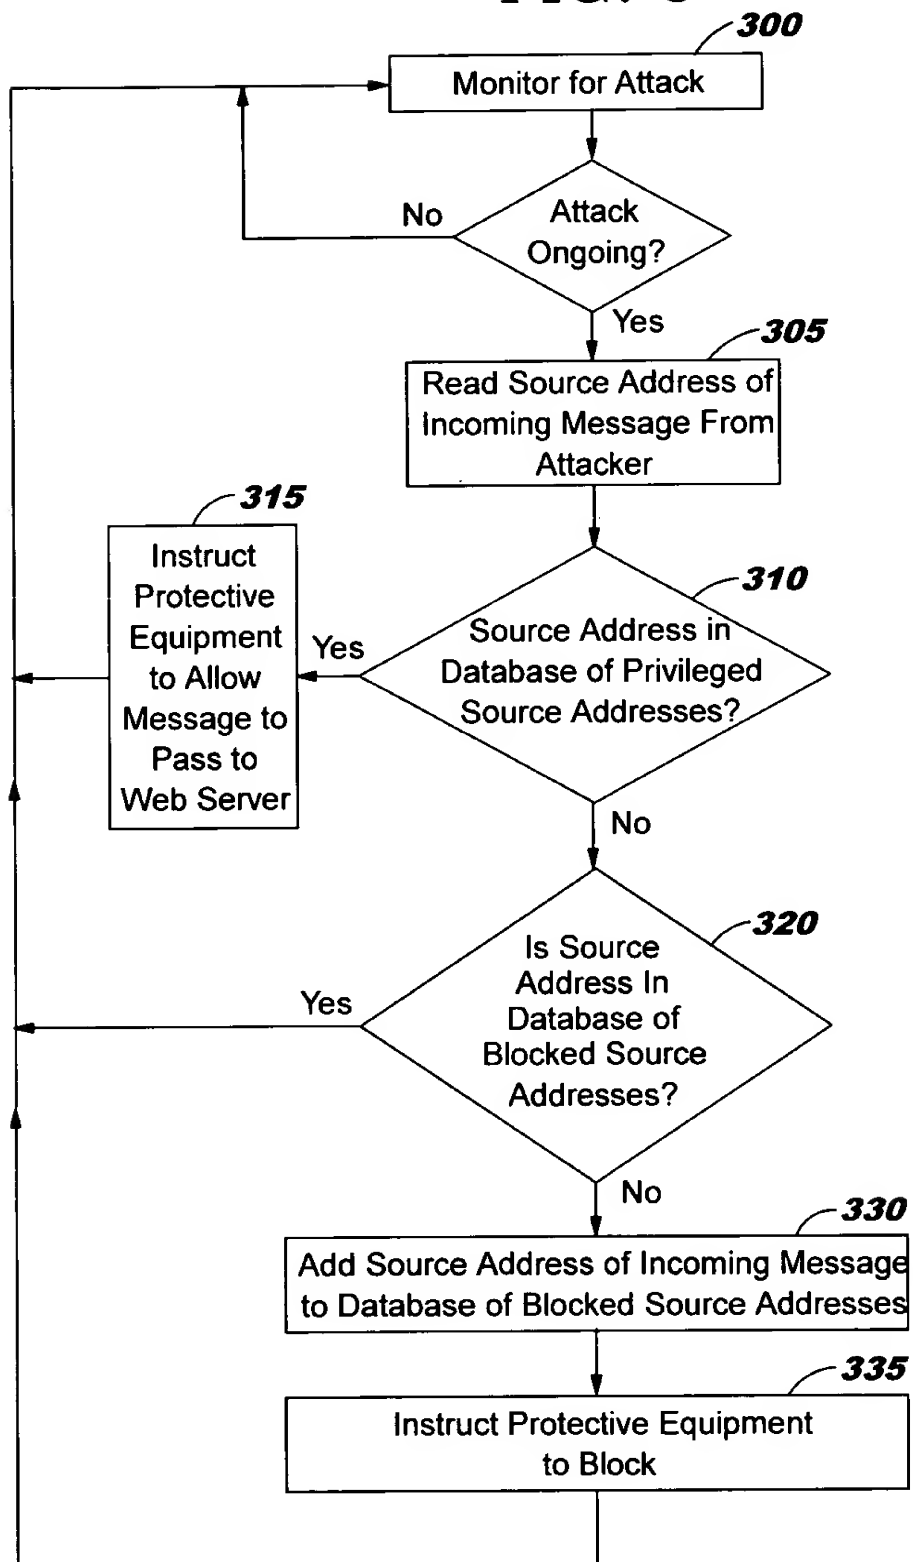 300
Monitor for Attack
Attack
Ongoing?
No
Yes
305
Read Source Address of
Incoming Message From
Attacker
315
Instruct
Protective
Equipment
to Allow
Message to
Pass to
Web Server
310
Source Address in
Database of Privileged
Source Addresses?
Yes
No
320
Is Source
Address In
Database of
Blocked Source
Addresses?
Yes
No
330
Add Source Address of Incoming Message
to Database of Blocked Source Addresses
335
Instruct Protective Equipment
to Block